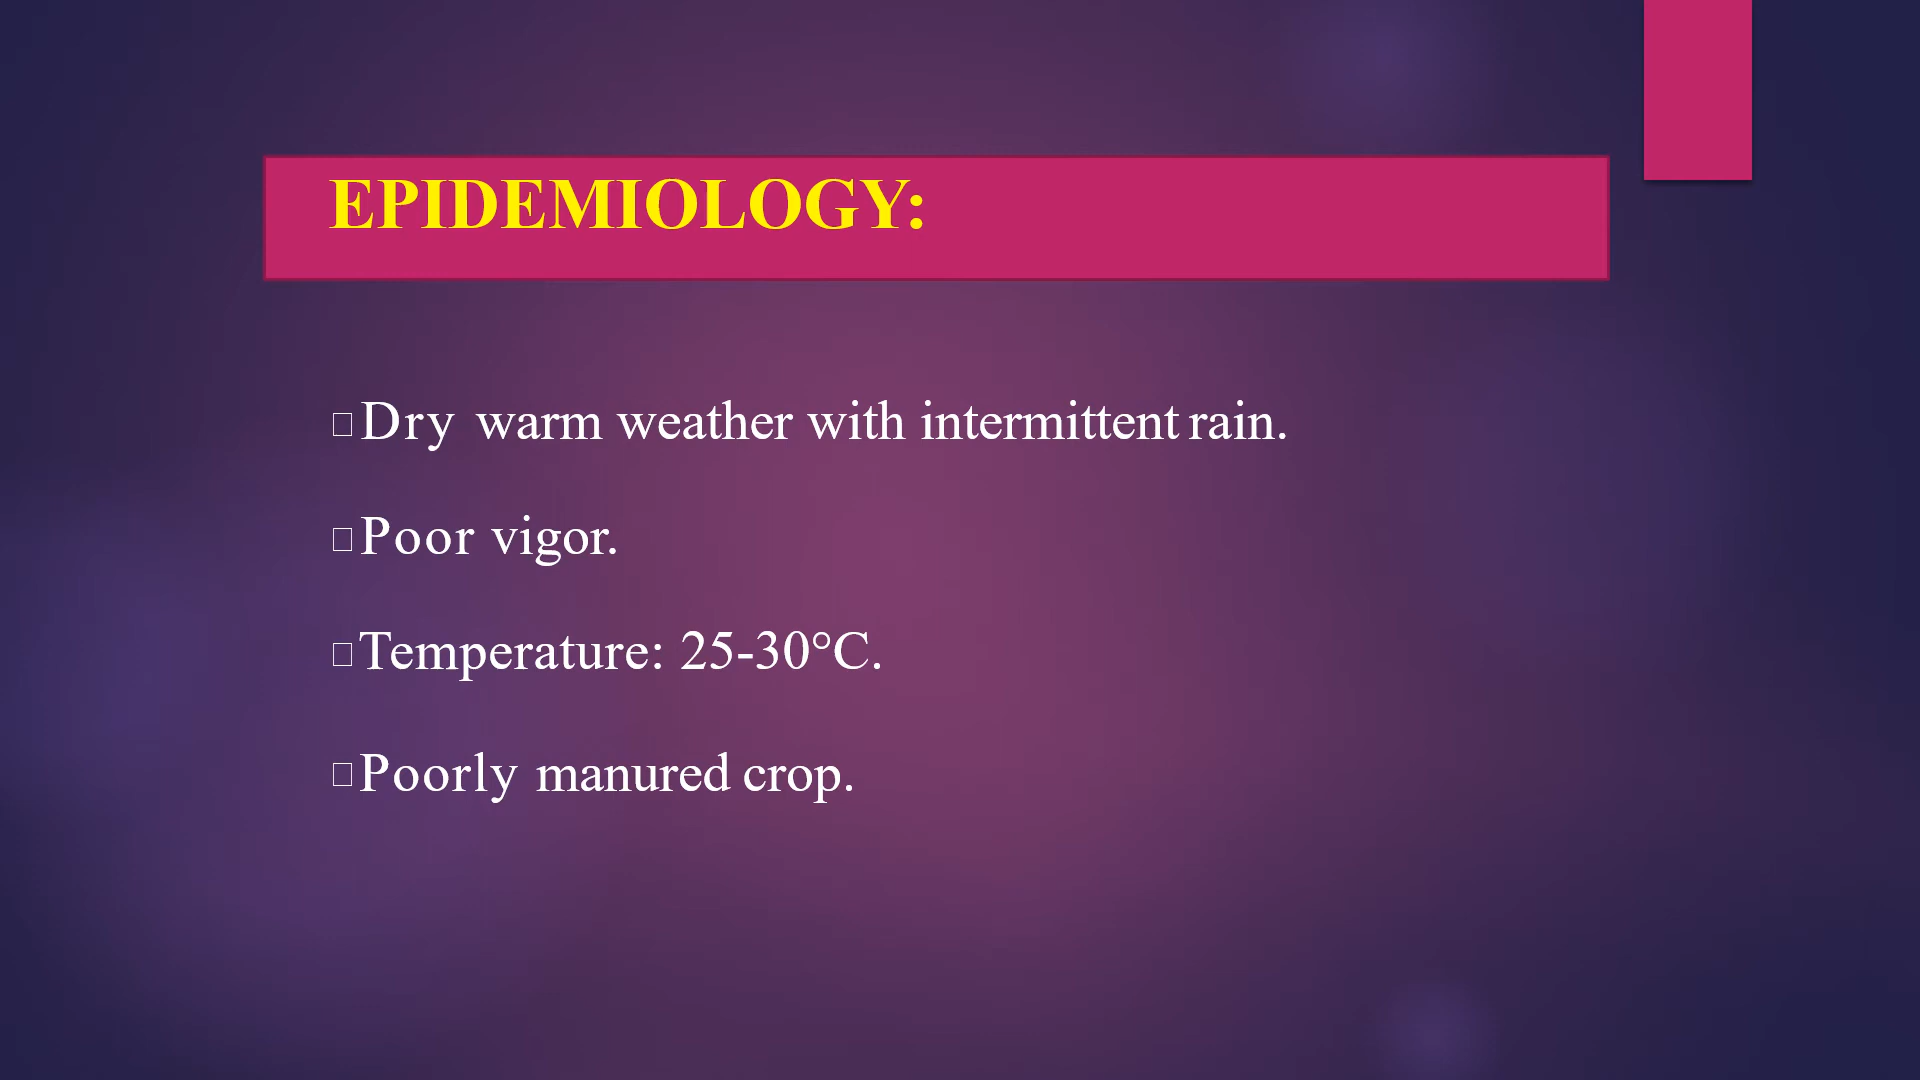 EPIDEMIOLOGY:
Dry warm weather with intermittent rain.
Poor vigor.
Temperature: 25-30°C.
Poorly manured crop.